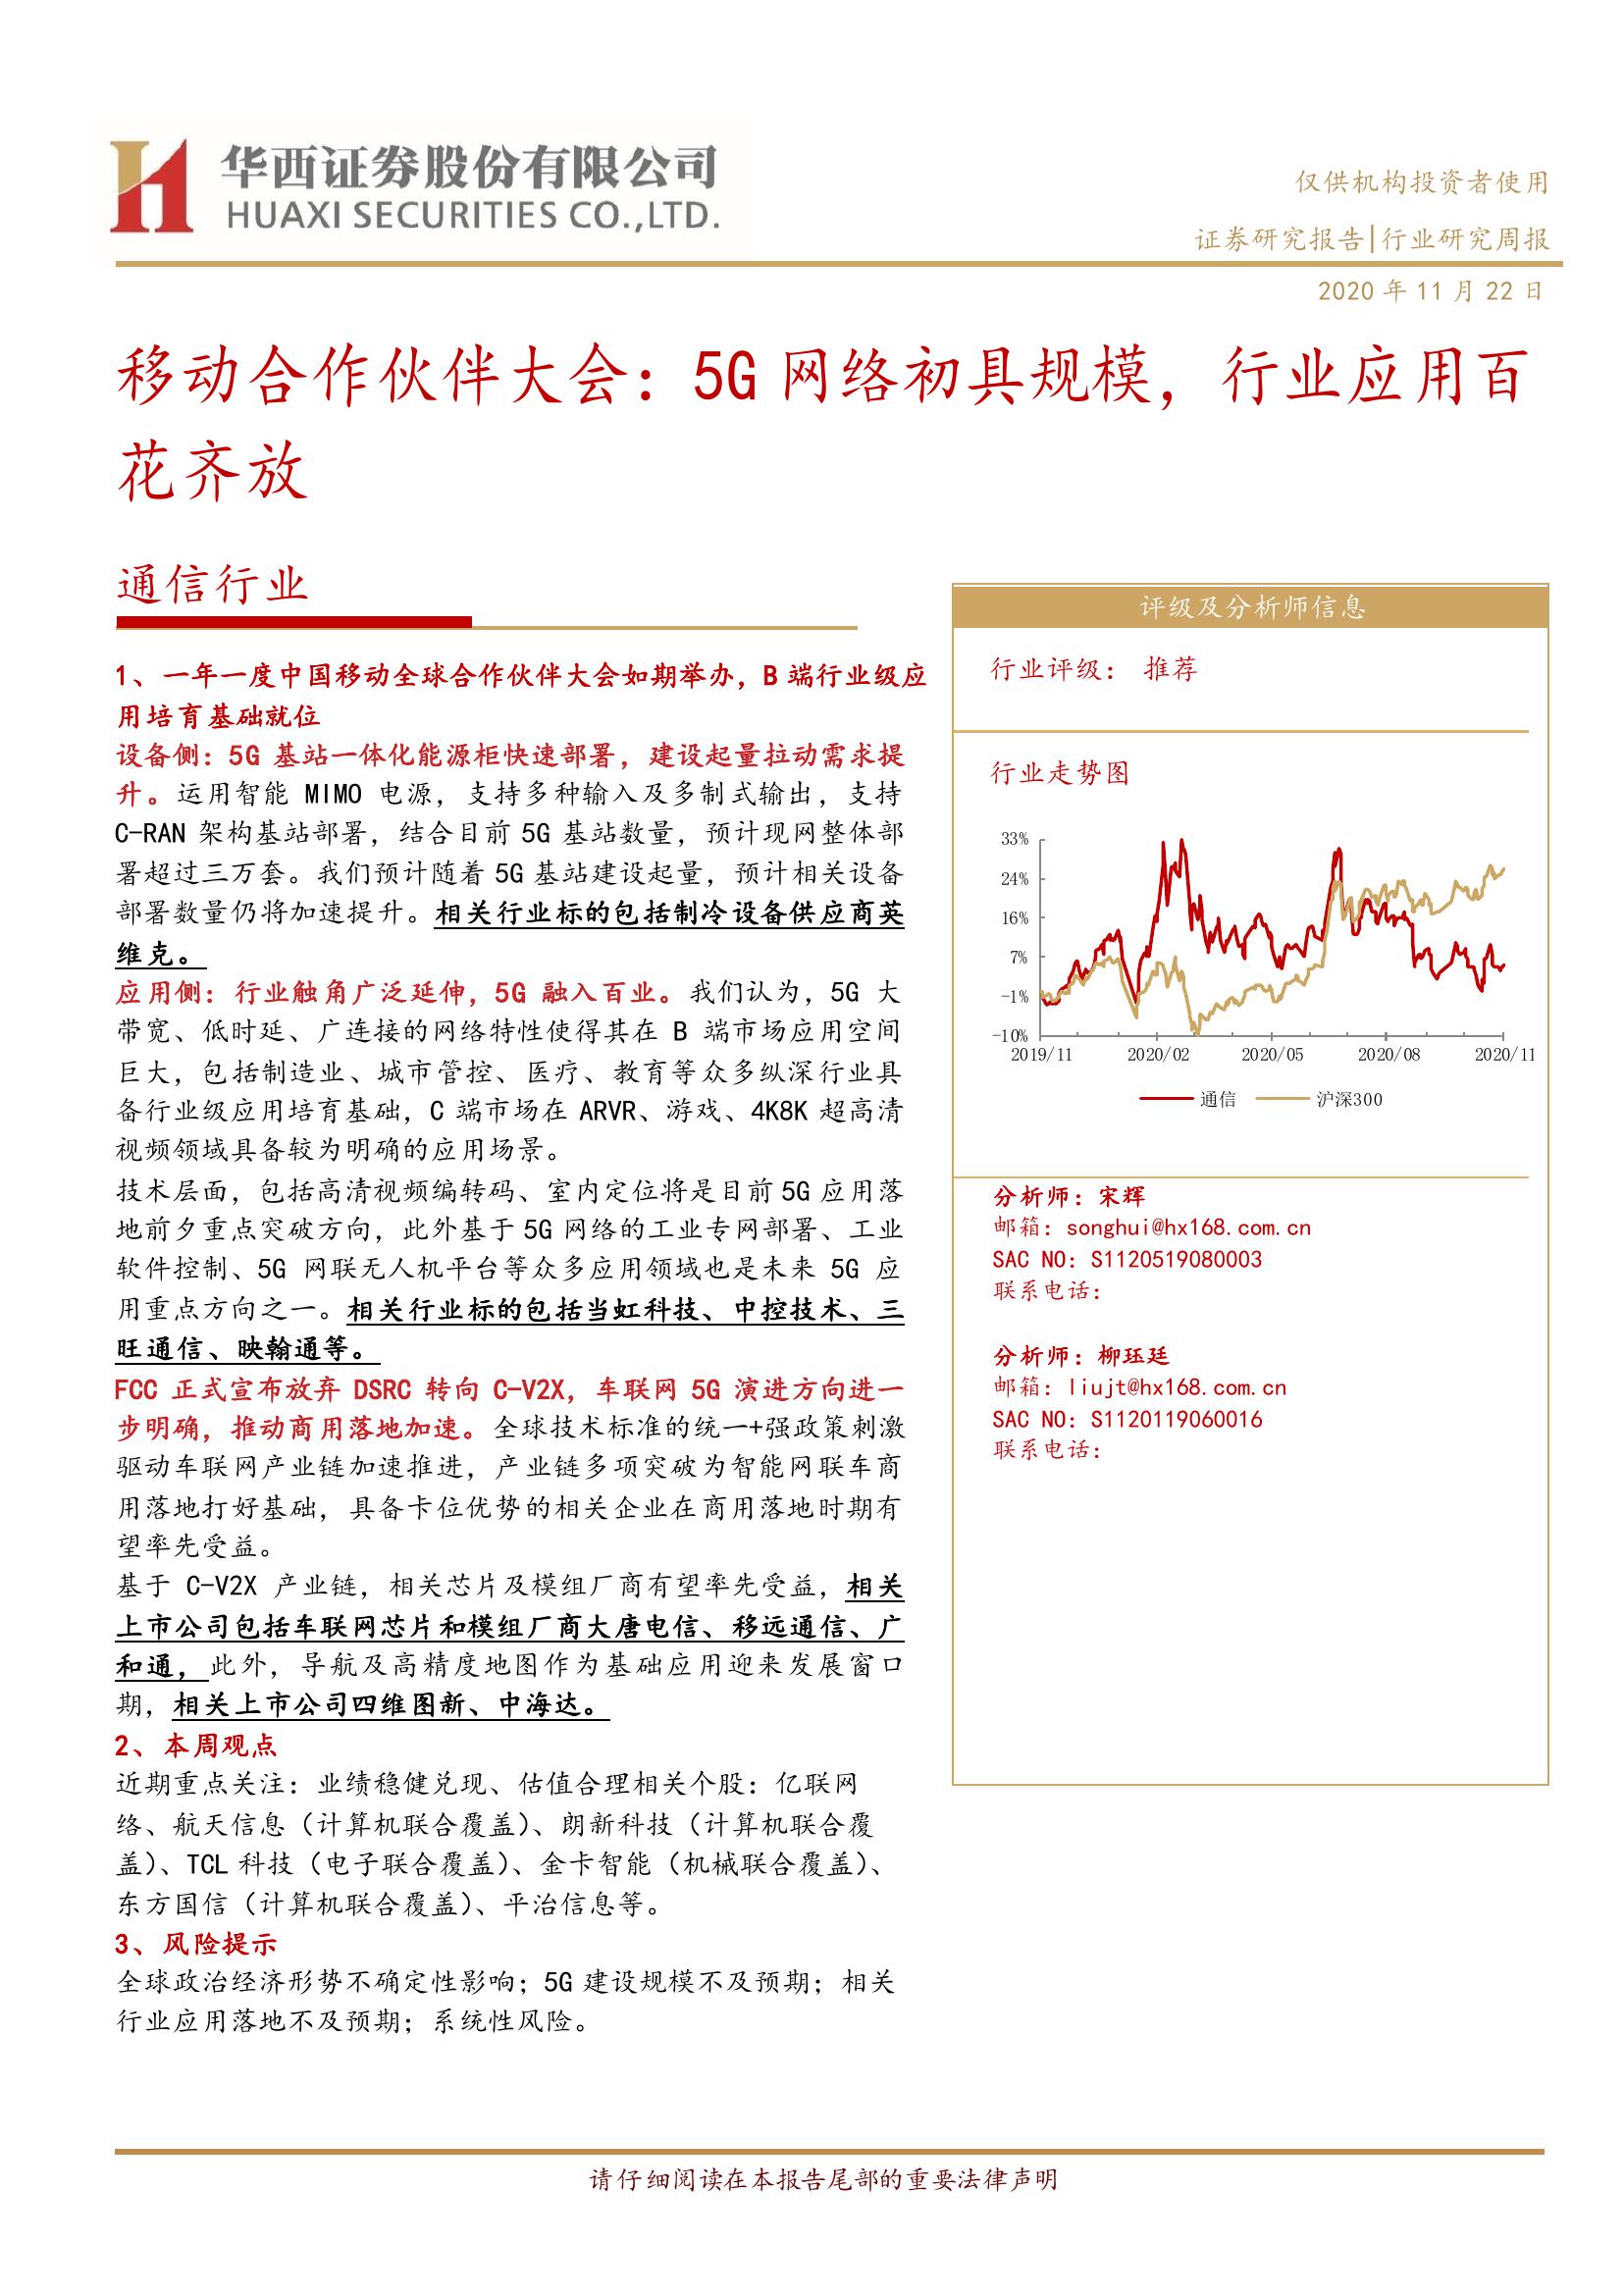 华西证券股份有限公司
HUAXI SECURITIES CO.,LTD.
仅供机构投资者使用
证券研究报告|行业研究周报
2020 年 11 月 22 日
移动合作伙伴大会：5G 网络初具规模，行业应用百
花齐放
通信行业
1、一年一度中国移动全球合作伙伴大会如期举办，B 端行业级应
用培育基础就位
设备侧：5G 基站一体化能源柜快速部署，建设起量拉动需求提
升。运用智能 MIMO 电源，支持多种输入及多制式输出，支持
C-RAN 架构基站部署，结合目前 5G 基站数量，预计现网整体部
署超过三万套。我们预计随着 5G 基站建设起量，预计相关设备
部署数量仍将加速提升。相关行业标的包括制冷设备供应商英
维克。
应用侧：行业触角广泛延伸，5G 融入百业。我们认为，5G 大
带宽、低时延、广连接的网络特性使得其在 B 端市场应用空间
巨大，包括制造业、城市管控、医疗、教育等众多纵深行业具
备行业级应用培育基础，C 端市场在 ARVR、游戏、4K8K 超高清
视频领域具备较为明确的应用场景。
技术层面，包括高清视频编转码、室内定位将是目前 5G 应用落
地前夕重点突破方向，此外基于 5G 网络的工业专网部署、工业
软件控制、5G 网联无人机平台等众多应用领域也是未来 5G 应
用重点方向之一。相关行业标的包括当虹科技、中控技术、三
旺通信、映翰通等。
FCC 正式宣布放弃 DSRC 转向 C-V2X，车联网 5G 演进方向进一
步明确，推动商用落地加速。全球技术标准的统一+强政策刺激
驱动车联网产业链加速推进，产业链多项突破为智能网联车商
用落地打好基础，具备卡位优势的相关企业在商用落地时期有
望率先受益。
基于 C-V2X 产业链，相关芯片及模组厂商有望率先受益，相关
上市公司包括车联网芯片和模组厂商大唐电信、移远通信、广
和通，此外，导航及高精度地图作为基础应用迎来发展窗口
期，相关上市公司四维图新、中海达。
2、本周观点
近期重点关注：业绩稳健兑现、估值合理相关个股：亿联网
络、航天信息（计算机联合覆盖）、朗新科技（计算机联合覆
盖）、TCL 科技（电子联合覆盖）、金卡智能（机械联合覆盖）、
东方国信（计算机联合覆盖）、平治信息等。
3、风险提示
全球政治经济形势不确定性影响；5G 建设规模不及预期；相关
行业应用落地不及预期；系统性风险。
评级及分析师信息
行业评级： 推荐
行业走势图
33%
24%
16%
7%
-1%
-10%
2019/11 2020/02 2020/05 2020/08 2020/11
通信 沪深300
分析师：宋辉
邮箱：songhui@hx168.com.cn
SAC NO：S1120519080003
联系电话：
分析师：柳珏廷
邮箱：liujt@hx168.com.cn
SAC NO：S1120119060016
联系电话：
请仔细阅读在本报告尾部的重要法律声明